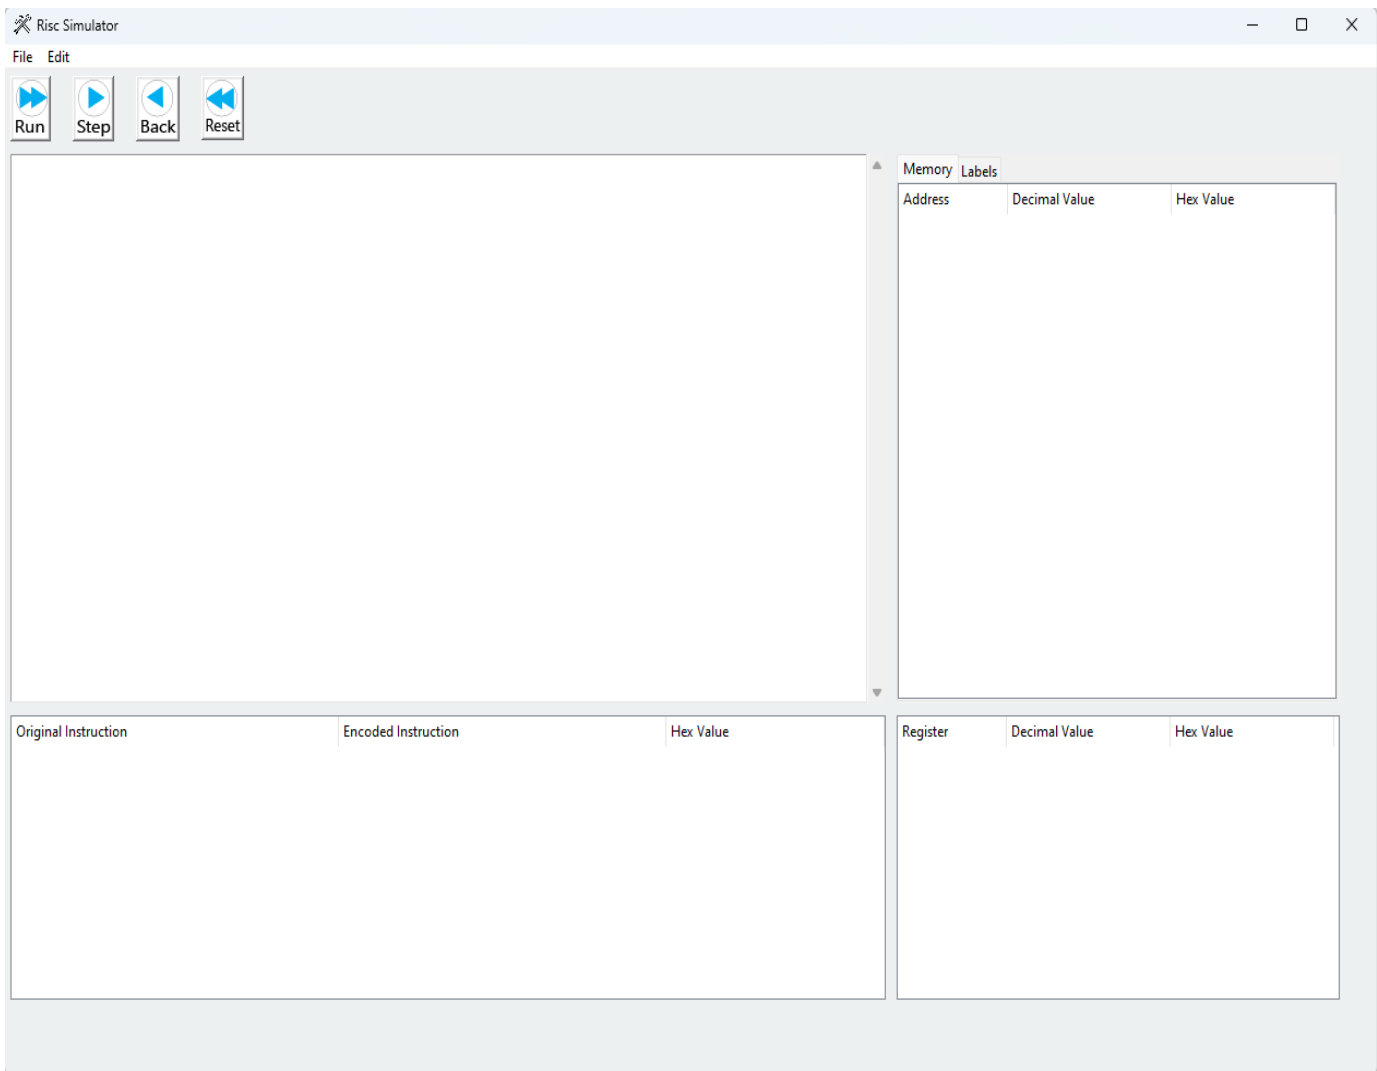 Risc Simulator
File Edit
Run Step Back Reset
Memory Labels
Address Decimal Value Hex Value
Original Instruction Encoded Instruction Hex Value
Register Decimal Value Hex Value